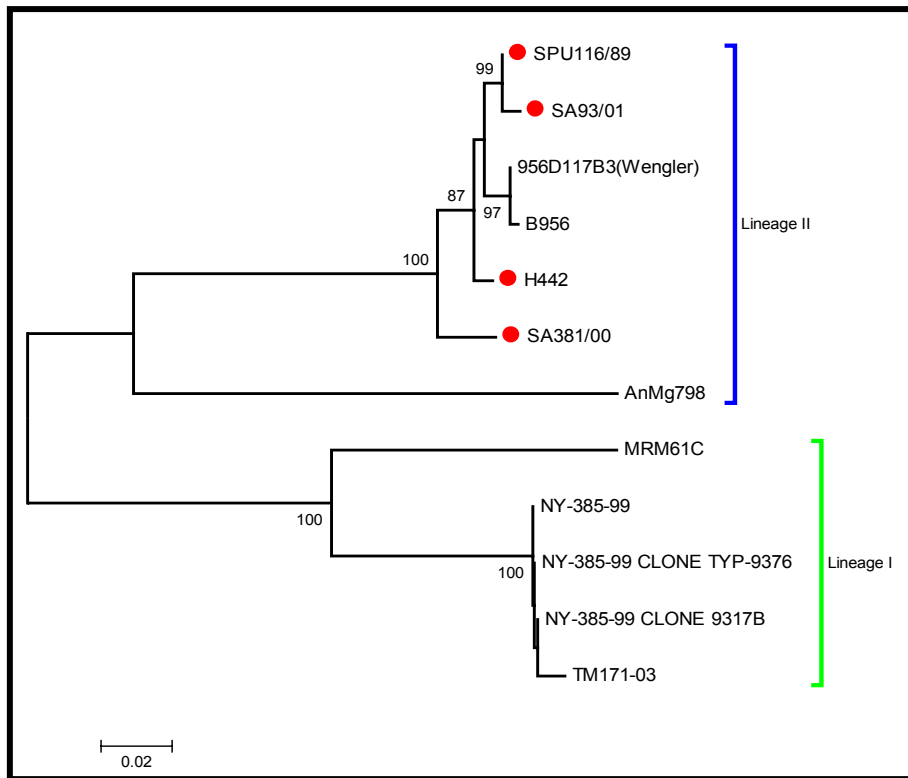 SPU116/89
99
SA93/01
956D117B3(Wengler)
87
97
B956
Lineage II
100
H442
SA381/00
AnMg798
MRM61C
NY-385-99
100
NY-385-99 CLONE TYP-9376
Lineage I
100
NY-385-99 CLONE 9317B
TM171-03
0.02